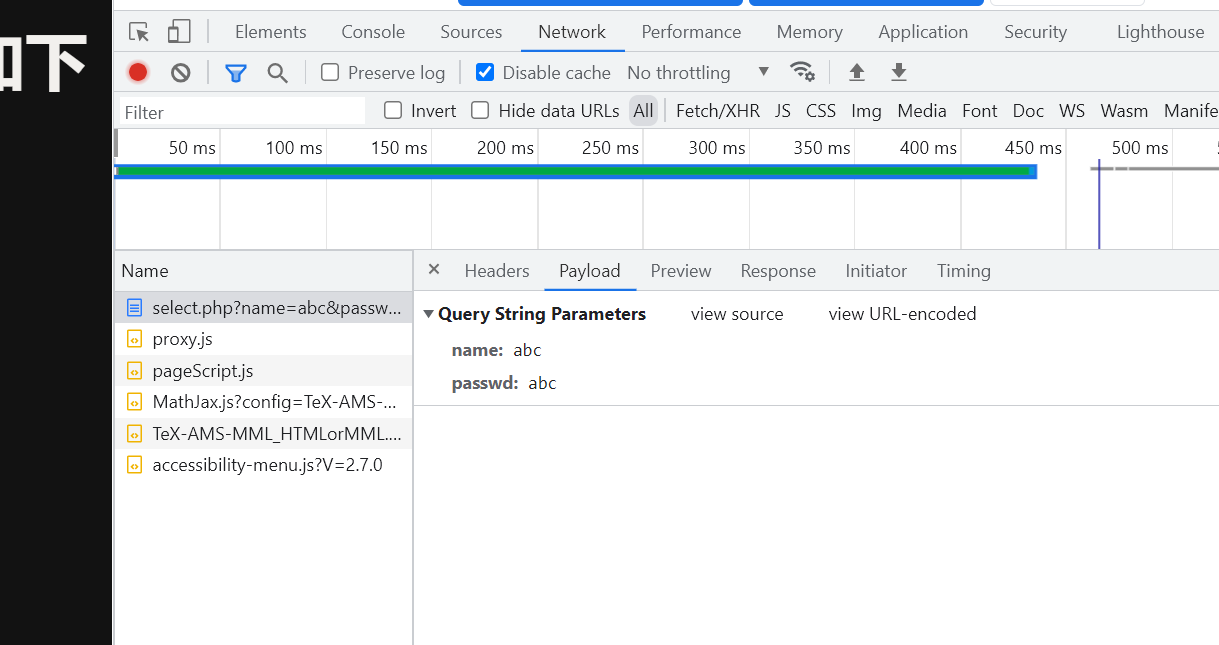 如下
Elements Console Sources Network Performance Memory Application Security Lighthouse
Preserve log Disable cache No throttling
Filter Invert Hide data URLs All Fetch/XHR JS CSS Img Media Font Doc WS Wasm Manife
50 ms 100 ms 150 ms 200 ms 250 ms 300 ms 350 ms 400 ms 450 ms 500 ms
Name × Headers Payload Preview Response Initiator Timing
select.php?name=abc&passw... Query String Parameters view source view URL-encoded
proxy.js name: abc
pageScript.js passwd: abc
MathJax.js?config=TeX-AMS-...
TeX-AMS-MML_HTMLorMML....
accessibility-menu.js?V=2.7.0